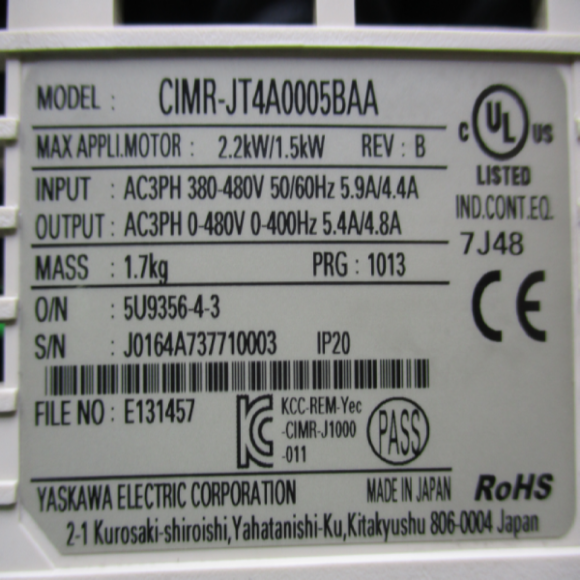 MODEL : CIMR-JT4A0005BAA
MAX APPLI.MOTOR : 2.2kW/1.5kW REV : B
INPUT : AC3PH 380-480V 50/60Hz 5.9A/4.4A
OUTPUT : AC3PH 0-480V 0-400Hz 5.4A/4.8A
MASS : 1.7kg PRG : 1013
O/N : 5U9356-4-3
S/N : J0164A737710003 IP20
C UL US
LISTED
IND.CONT.EQ.
7J48
CE
FILE NO : E131457
KC
KCC-REM-Yec
-CIMR-J1000
-011
PASS
YASKAWA ELECTRIC CORPORATION MADE IN JAPAN RoHS
2-1 Kurosaki-shiroishi,Yahatanishi-Ku,Kitakyushu 806-0004 Japan